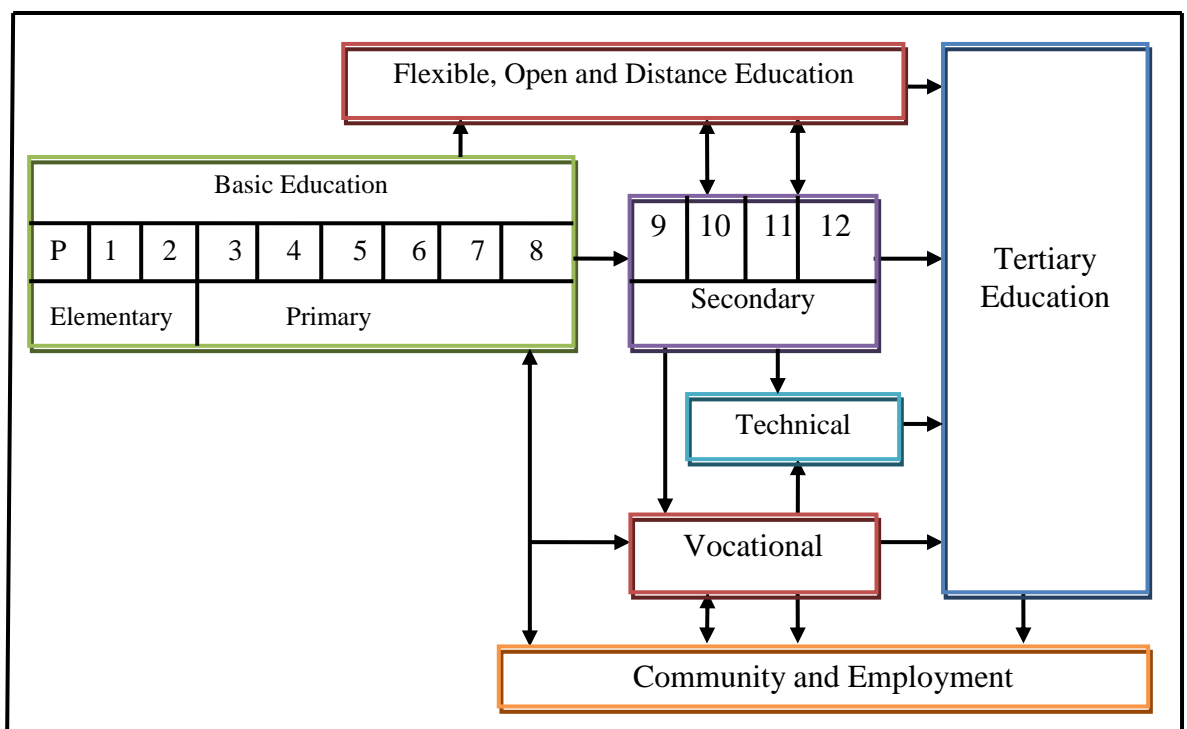 Flexible, Open and Distance Education
Basic Education
P 1 2 3 4 5 6 7 8
Elementary Primary
9 10 11 12
Secondary
Tertiary
Education
Technical
Vocational
Community and Employment